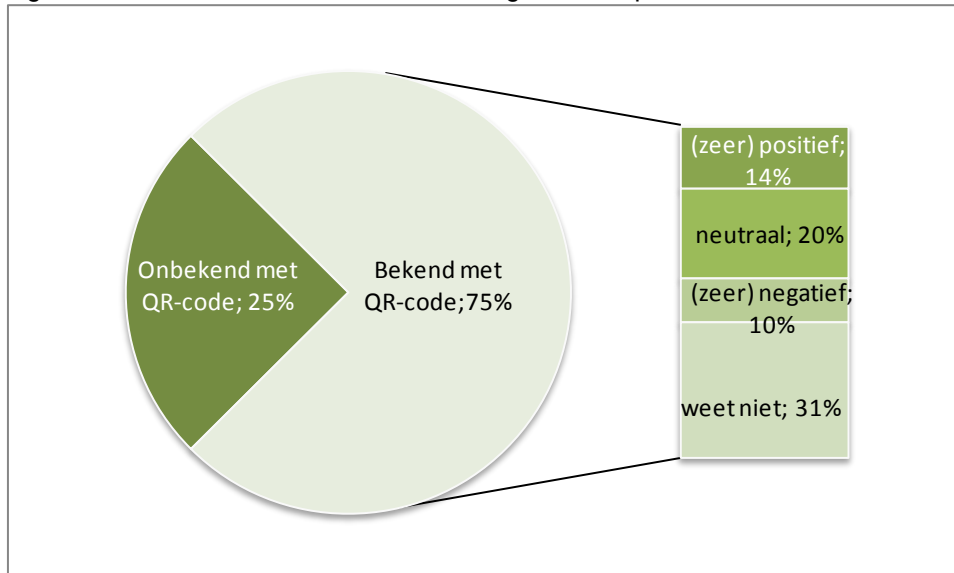 Onbekend met
QR-code; 25%
Bekend met
QR-code;75%
(zeer) positief;
14%
neutraal; 20%
(zeer) negatief;
10%
weet niet; 31%